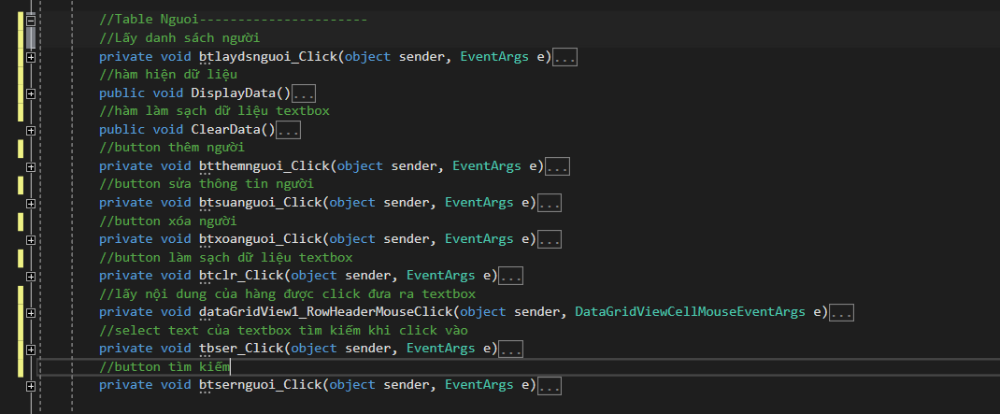 //Table Nguoi----------------------
//Lấy danh sách người
private void btlaydsnguoi_Click(object sender, EventArgs e)...
//hàm hiện dữ liệu
public void DisplayData()...
//hàm làm sạch dữ liệu textbox
public void ClearData()...
//button thêm người
private void btthemnguoi_Click(object sender, EventArgs e)...
//button sửa thông tin người
private void btsuanguoi_Click(object sender, EventArgs e)...
//button xóa người
private void btxoanguoi_Click(object sender, EventArgs e)...
//button làm sạch dữ liệu textbox
private void btclr_Click(object sender, EventArgs e)...
//lấy nội dung của hàng được click đưa ra textbox
private void dataGridView1_RowHeaderMouseClick(object sender, DataGridViewCellMouseEventArgs e)...
//select text của textbox tìm kiếm khi click vào
private void tbser_Click(object sender, EventArgs e)...
//button tìm kiếm
private void btsernguoi_Click(object sender, EventArgs e)...